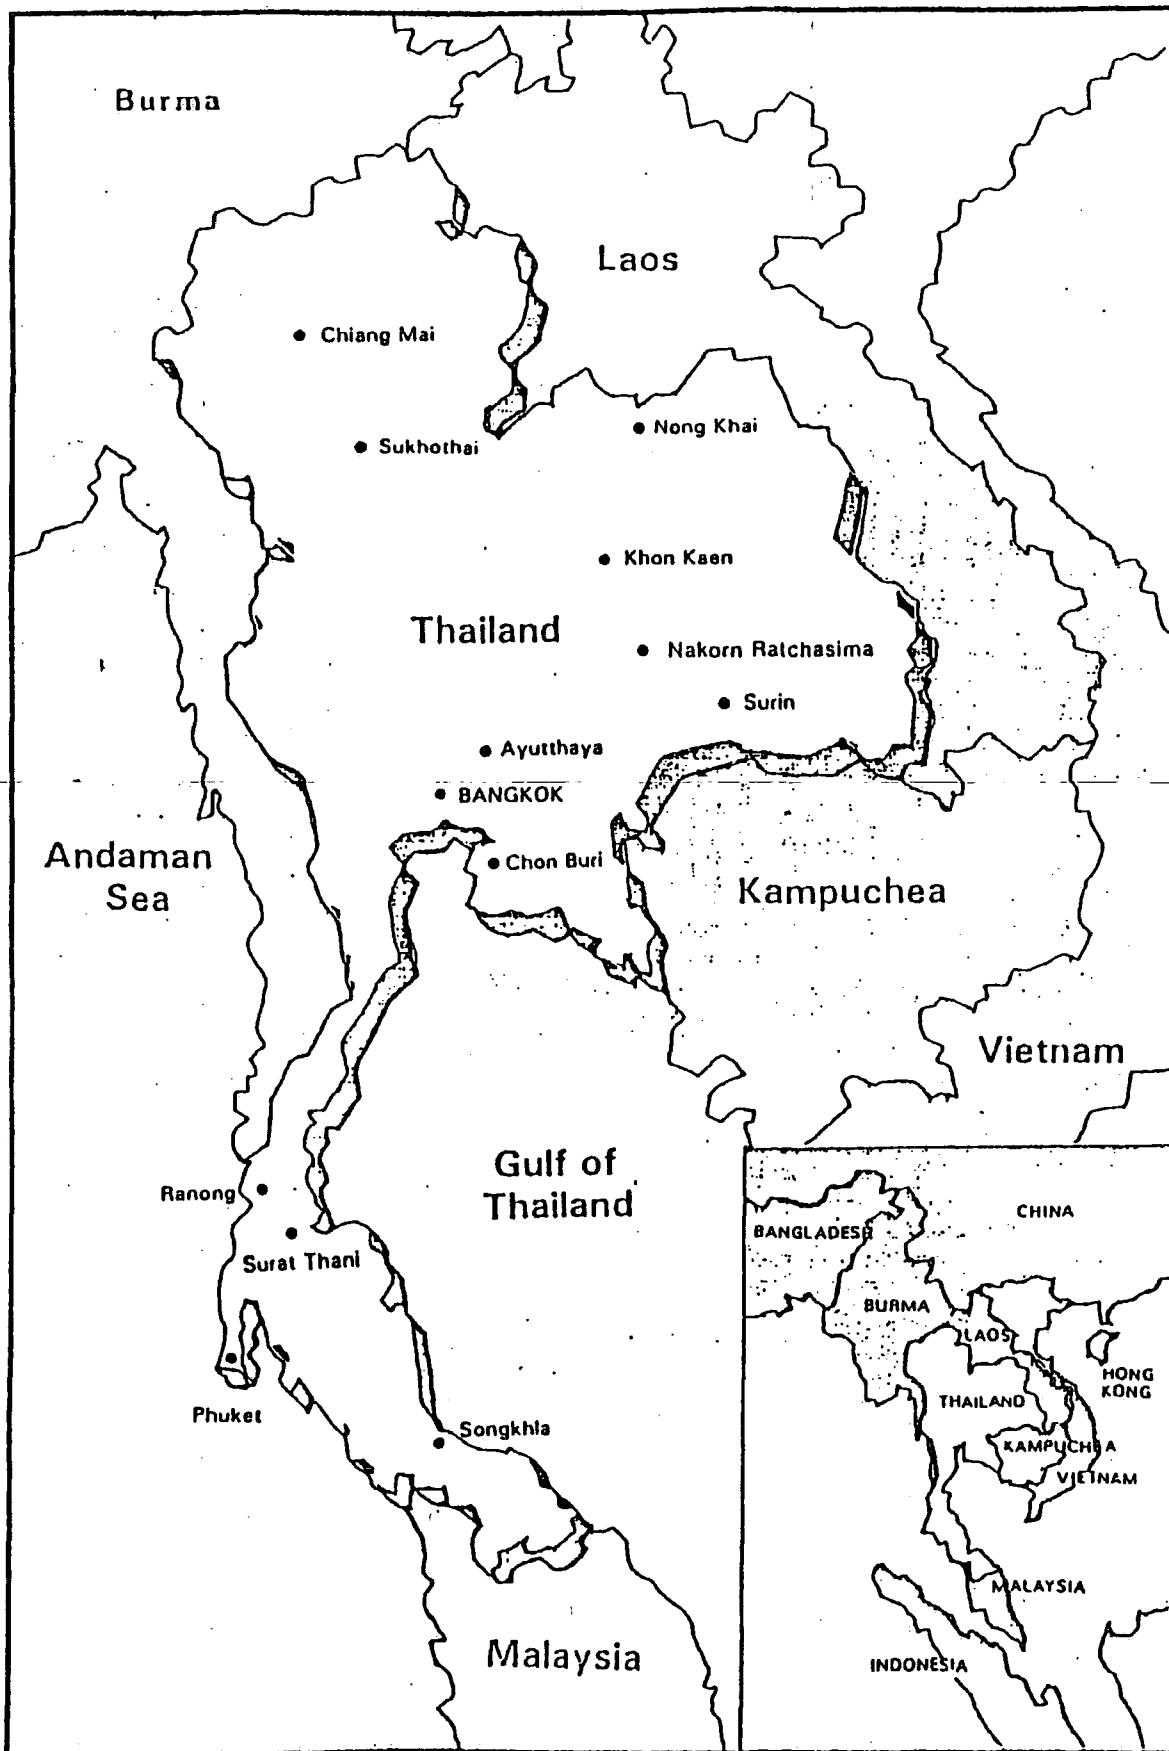 Burma
Laos
Chiang Mai
Nong Khai
Sukhothai
Khon Kaen
Thailand
Nakorn Ratchasima
Surin
Ayutthaya
BANGKOK
Andaman
Sea
Chon Buri
Kampuchea
Vietnam
Gulf of
Thailand
Ranong
Surat Thani
Phuket
Songkhla
Malaysia
CHINA
BANGLADESH
BURMA
LAOS
HONG
KONG
THAILAND
KAMPUCHEA
VIETNAM
MALAYSIA
INDONESIA